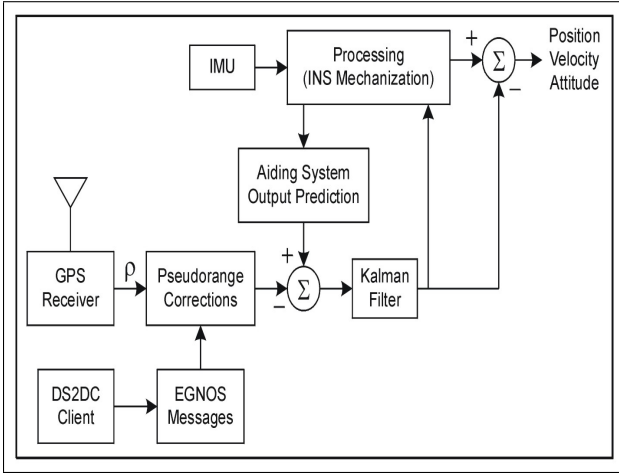 IMU
Processing
(INS Mechanization)
+
Σ
−
Position
Velocity
Attitude
Aiding System
Output Prediction
GPS
Receiver
ρ
Pseudorange
Corrections
+
−
Σ
Kalman
Filter
DS2DC
Client
EGNOS
Messages